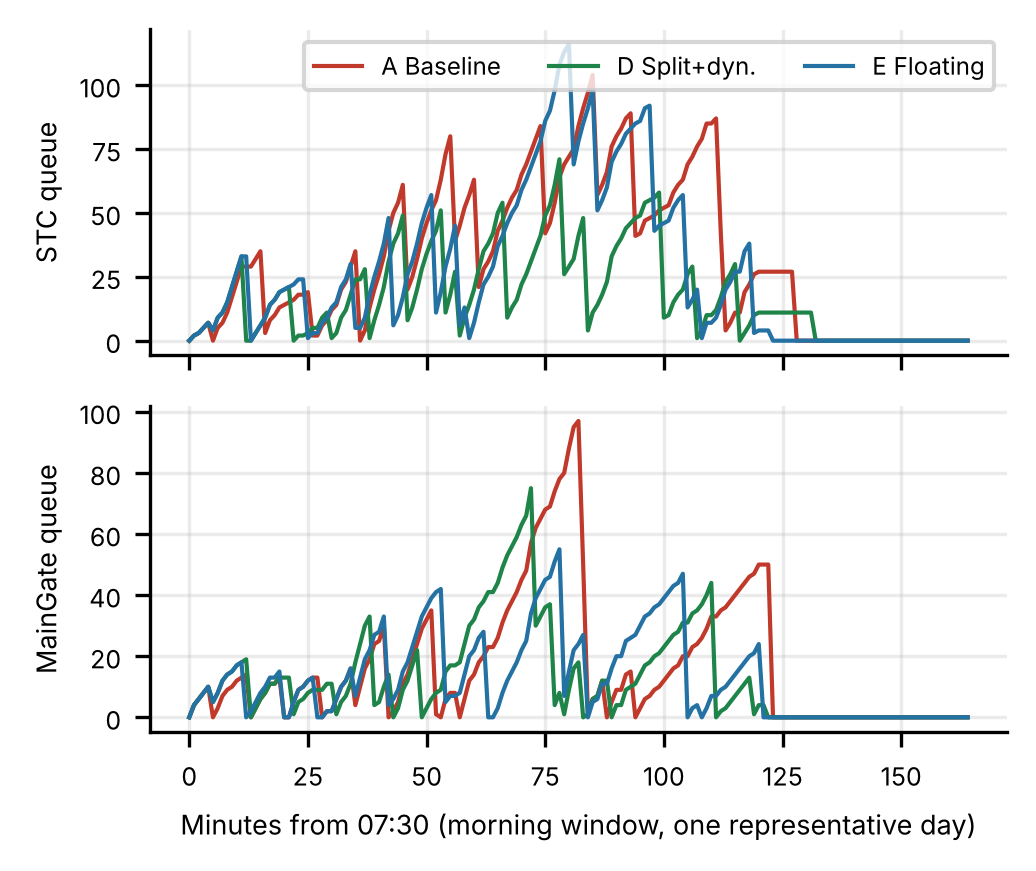 A Baseline D Split+dyn. E Floating
STC queue
100
75
50
25
0
MainGate queue
100
80
60
40
20
0
0 25 50 75 100 125 150
Minutes from 07:30 (morning window, one representative day)